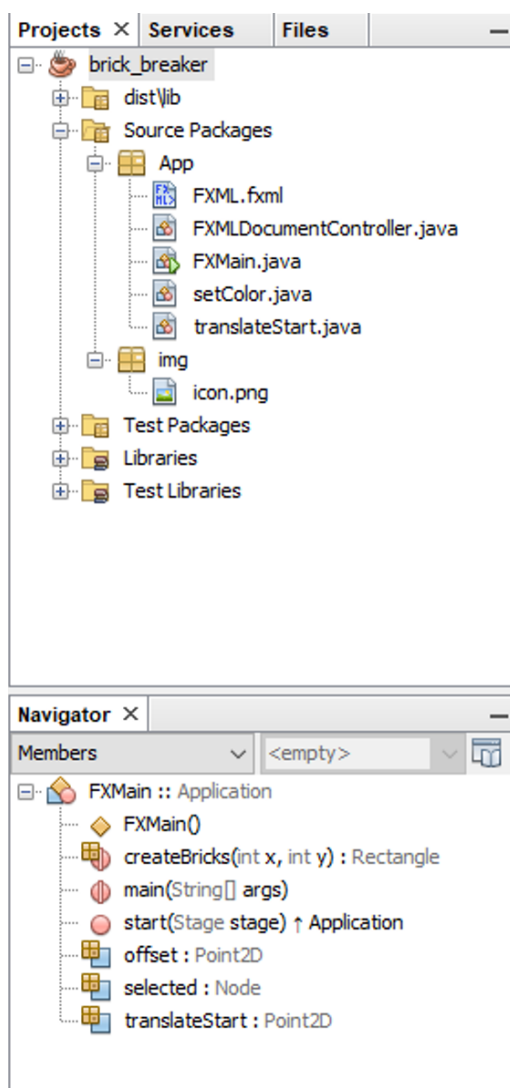 Projects × Services Files
brick_breaker
dist\lib
Source Packages
App
FXML.fxml
FXMLDocumentController.java
FXMain.java
setColor.java
translateStart.java
img
icon.png
Test Packages
Libraries
Test Libraries
Navigator ×
Members <empty>
FXMain :: Application
FXMain()
createBricks(int x, int y) : Rectangle
main(String[] args)
start(Stage stage) ↑ Application
offset : Point2D
selected : Node
translateStart : Point2D